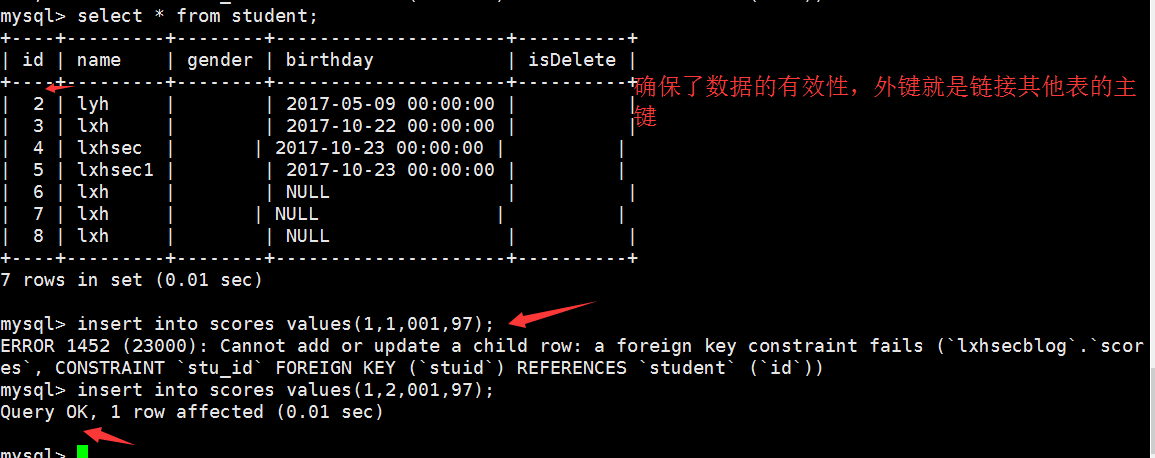 mysql> select * from student;
+----+---------+--------+---------------------+----------+
| id | name    | gender | birthday            | isDelete |
+----+---------+--------+---------------------+----------+
确保了数据的有效性，外键就是链接其他表的主
键
|  2 | lyh     |        | 2017-05-09 00:00:00 |          |
|  3 | lxh     |        | 2017-10-22 00:00:00 |          |
|  4 | lxhsec  |       | 2017-10-23 00:00:00 |          |
|  5 | lxhsec1 |        | 2017-10-23 00:00:00 |         |
|  6 | lxh     |        | NULL                |          |
|  7 | lxh     |       | NULL                |          |
|  8 | lxh     |        | NULL                |          |
+----+---------+--------+---------------------+----------+
7 rows in set (0.01 sec)
mysql> insert into scores values(1,1,001,97);
ERROR 1452 (23000): Cannot add or update a child row: a foreign key constraint fails (`lxhsecblog`.`scor
es`, CONSTRAINT `stu_id` FOREIGN KEY (`stuid`) REFERENCES `student` (`id`))
mysql> insert into scores values(1,2,001,97);
Query OK, 1 row affected (0.01 sec)
mysql>